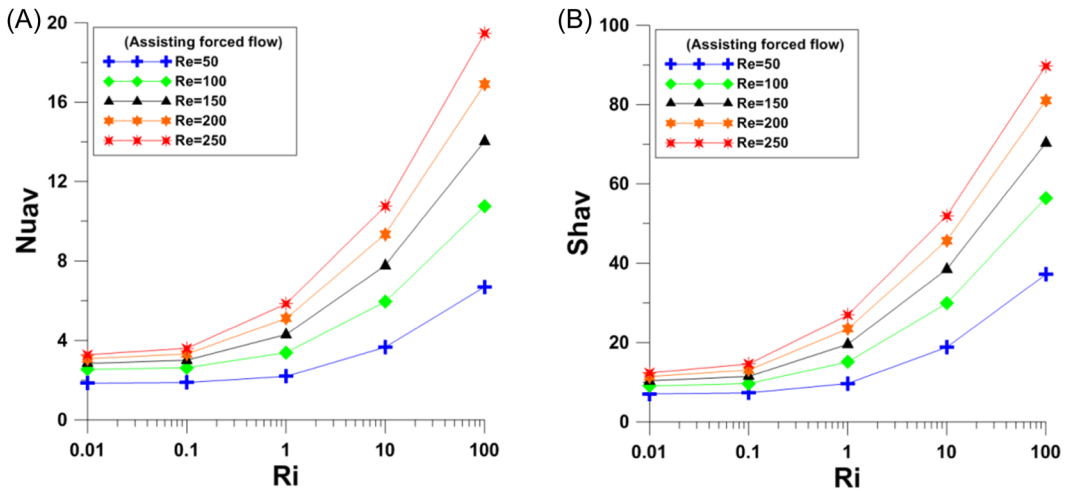 (A)
20
16
12
8
4
0
Nuav
(Assisting forced flow)
Re=50
Re=100
Re=150
Re=200
Re=250
0.01 0.1 1 10 100
Ri
(B)
100
80
60
40
20
0
Shav
(Assisting forced flow)
Re=50
Re=100
Re=150
Re=200
Re=250
0.01 0.1 1 10 100
Ri